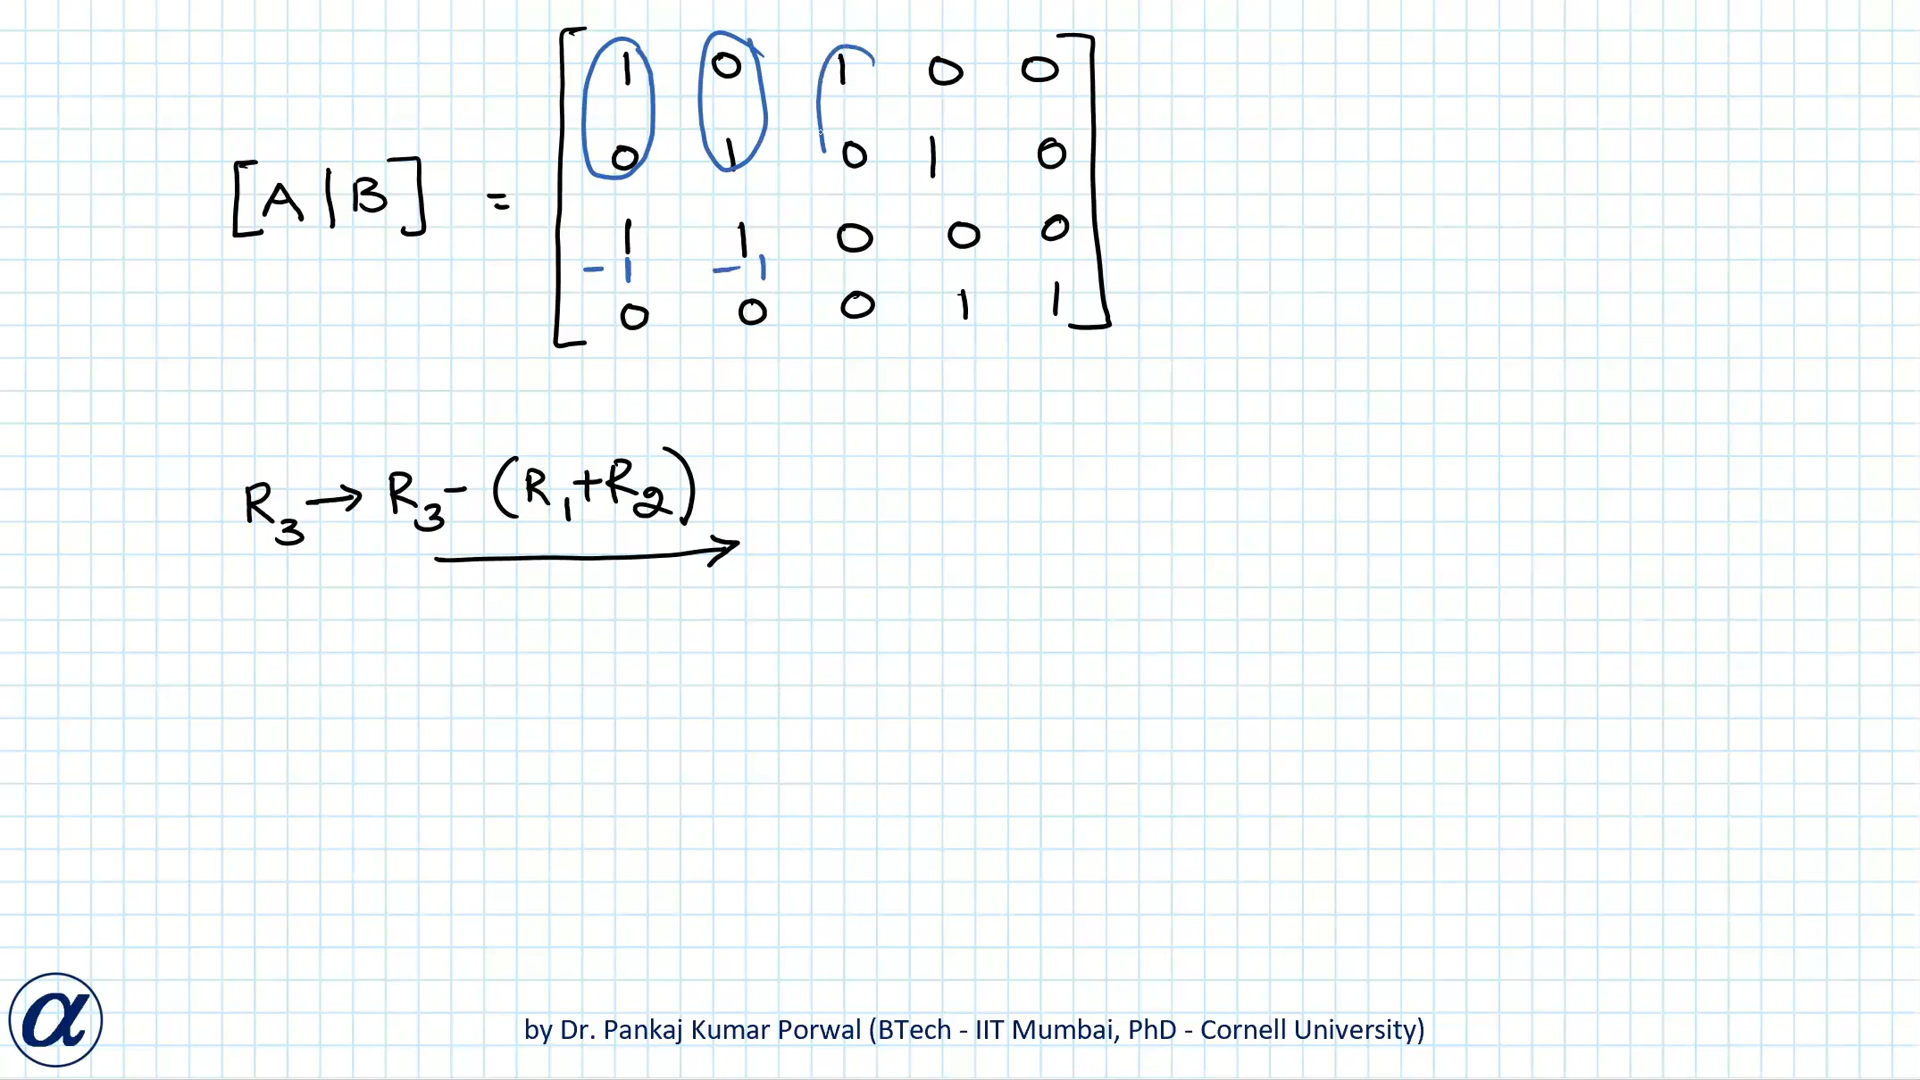 1 0 1 0 0
0 1 0 1 0
[A|B] =
1 1 0 0 0
-1 -1
0 0 0 1 1
R₃ → R₃ - (R₁+R₂)
α
by Dr. Pankaj Kumar Porwal (BTech - IIT Mumbai, PhD - Cornell University)